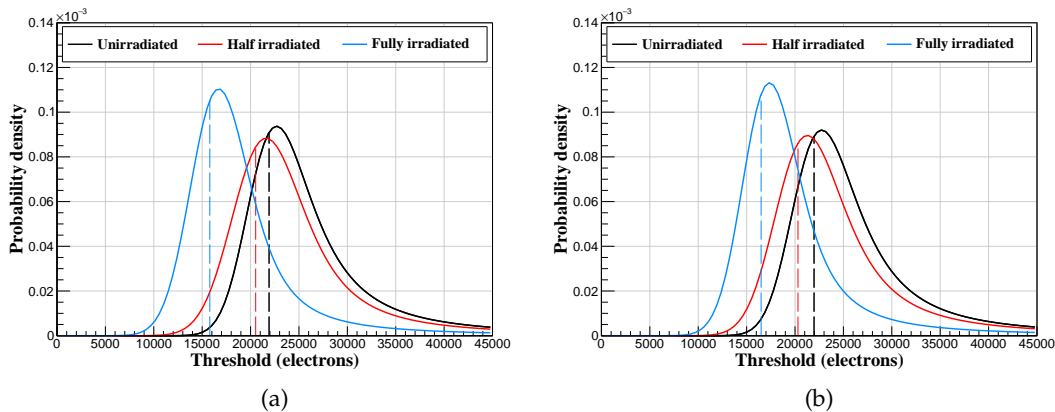 ×10⁻³
0.14
0.12
0.1
0.08
0.06
0.04
0.02
0
Probability density
Unirradiated Half irradiated Fully irradiated
0 5000 10000 15000 20000 25000 30000 35000 40000 45000
Threshold (electrons)
(a)
×10⁻³
0.14
0.12
0.1
0.08
0.06
0.04
0.02
0
Probability density
Unirradiated Half irradiated Fully irradiated
0 5000 10000 15000 20000 25000 30000 35000 40000 45000
Threshold (electrons)
(b)